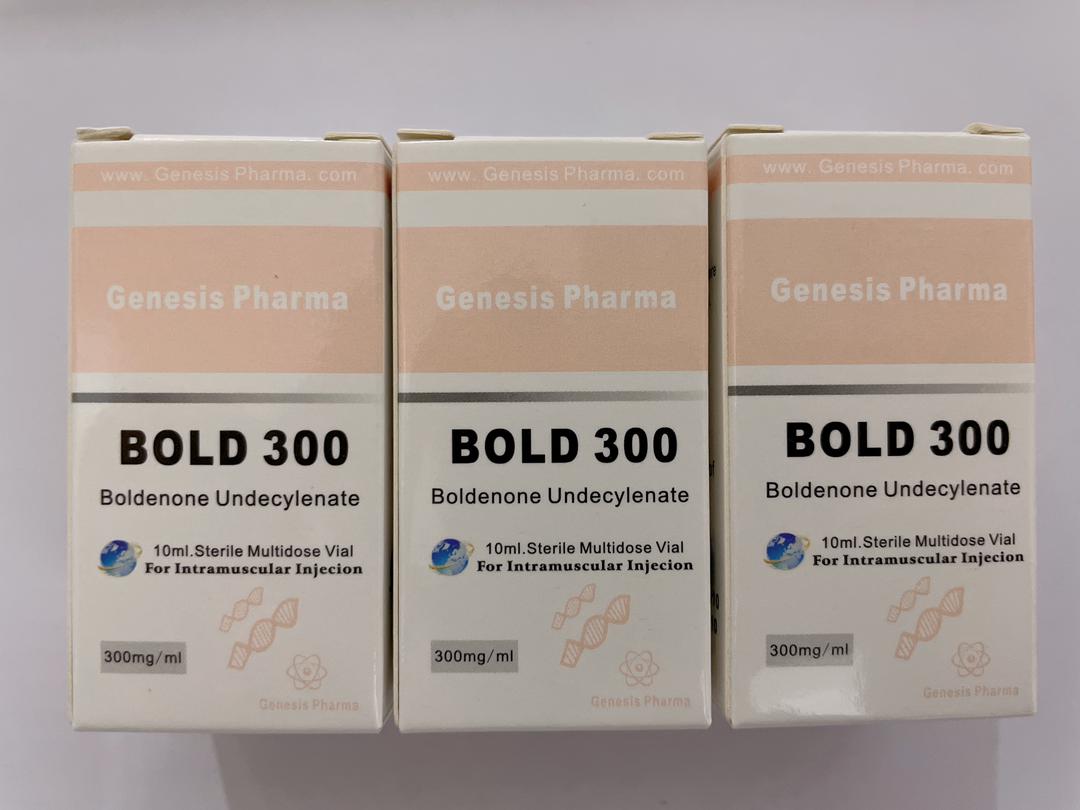 www. Genesis Pharma. com
Genesis Pharma
BOLD 300
Boldenone Undecylenate
10ml.Sterile Multidose Vial
For Intramuscular Injecion
300mg/ml
Genesis Pharma
www. Genesis Pharma. com
Genesis Pharma
BOLD 300
Boldenone Undecylenate
10ml.Sterile Multidose Vial
For Intramuscular Injecion
300mg/ml
Genesis Pharma
www. Genesis Pharma. com
Genesis Pharma
BOLD 300
Boldenone Undecylenate
10ml.Sterile Multidose Vial
For Intramuscular Injecion
300mg/ml
Genesis Pharma